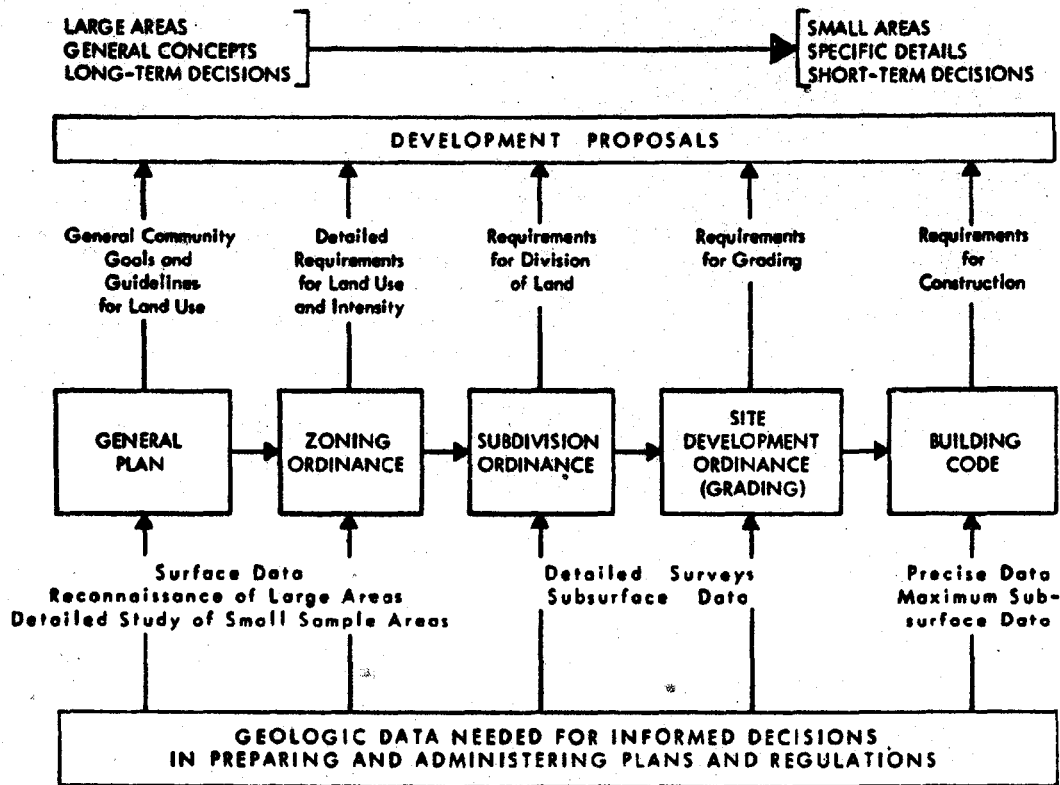 LARGE AREAS
GENERAL CONCEPTS
LONG-TERM DECISIONS
SMALL AREAS
SPECIFIC DETAILS
SHORT-TERM DECISIONS
DEVELOPMENT PROPOSALS
General Community
Goals and
Guidelines
for Land Use
Detailed
Requirements
for Land Use
and Intensity
Requirements
for Division
of Land
Requirements
for Grading
Requirements
for
Construction
GENERAL
PLAN
ZONING
ORDINANCE
SUBDIVISION
ORDINANCE
SITE
DEVELOPMENT
ORDINANCE
(GRADING)
BUILDING
CODE
Surface Data
Reconnaissance of Large Areas
Detailed Study of Small Sample Areas
Detailed Surveys
Subsurface Data
Precise Data
Maximum Sub-
surface Data
GEOLOGIC DATA NEEDED FOR INFORMED DECISIONS
IN PREPARING AND ADMINISTERING PLANS AND REGULATIONS